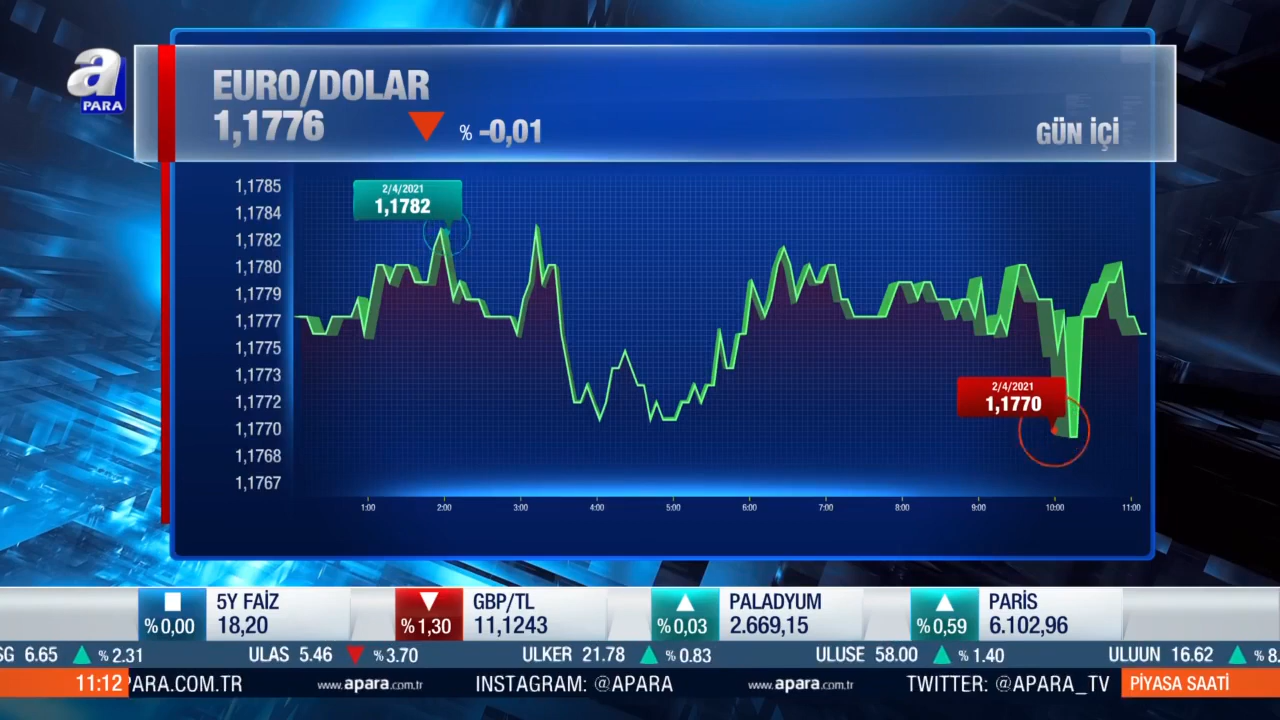 a
PARA
EURO/DOLAR
1,1776 % -0,01
GÜN İÇİ
1,1785
1,1784
1,1782
1,1780
1,1779
1,1777
1,1775
1,1773
1,1772
1,1770
1,1768
1,1767
2/4/2021
1,1782
2/4/2021
1,1770
1:00 2:00 3:00 4:00 5:00 6:00 7:00 8:00 9:00 10:00 11:00
% 0,00 5Y FAİZ 18,20
% 1,30 GBP/TL 11,1243
% 0,03 PALADYUM 2.669,15
% 0,59 PARİS 6.102,96
SG 6.65 % 2.31 ULAS 5.46 % 3.70 ULKER 21.78 % 0.83 ULUSE 58.00 % 1.40 ULUUN 16.62 % 8.
11:12 PARA.COM.TR www.apara.com.tr INSTAGRAM: @APARA www.apara.com.tr TWITTER: @APARA_TV PİYASA SAATİ